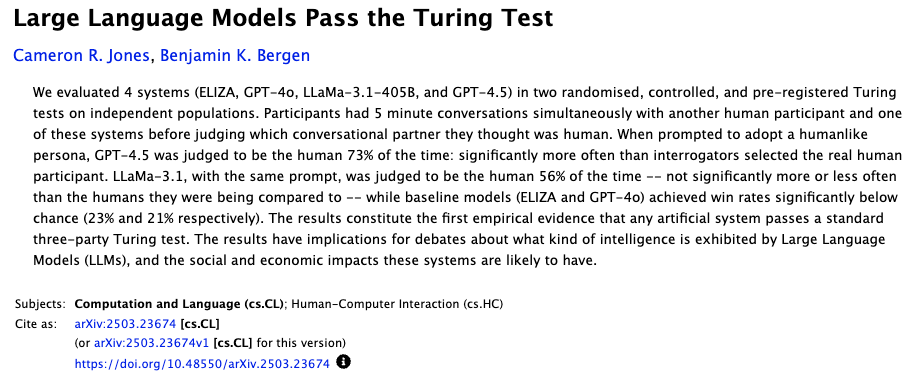 Large Language Models Pass the Turing Test
Cameron R. Jones, Benjamin K. Bergen
We evaluated 4 systems (ELIZA, GPT-4o, LLaMa-3.1-405B, and GPT-4.5) in two randomised, controlled, and pre-registered Turing
tests on independent populations. Participants had 5 minute conversations simultaneously with another human participant and one
of these systems before judging which conversational partner they thought was human. When prompted to adopt a humanlike
persona, GPT-4.5 was judged to be the human 73% of the time: significantly more often than interrogators selected the real human
participant. LLaMa-3.1, with the same prompt, was judged to be the human 56% of the time -- not significantly more or less often
than the humans they were being compared to -- while baseline models (ELIZA and GPT-4o) achieved win rates significantly below
chance (23% and 21% respectively). The results constitute the first empirical evidence that any artificial system passes a standard
three-party Turing test. The results have implications for debates about what kind of intelligence is exhibited by Large Language
Models (LLMs), and the social and economic impacts these systems are likely to have.
Subjects: Computation and Language (cs.CL); Human-Computer Interaction (cs.HC)
Cite as: arXiv:2503.23674 [cs.CL]
(or arXiv:2503.23674v1 [cs.CL] for this version)
https://doi.org/10.48550/arXiv.2503.23674